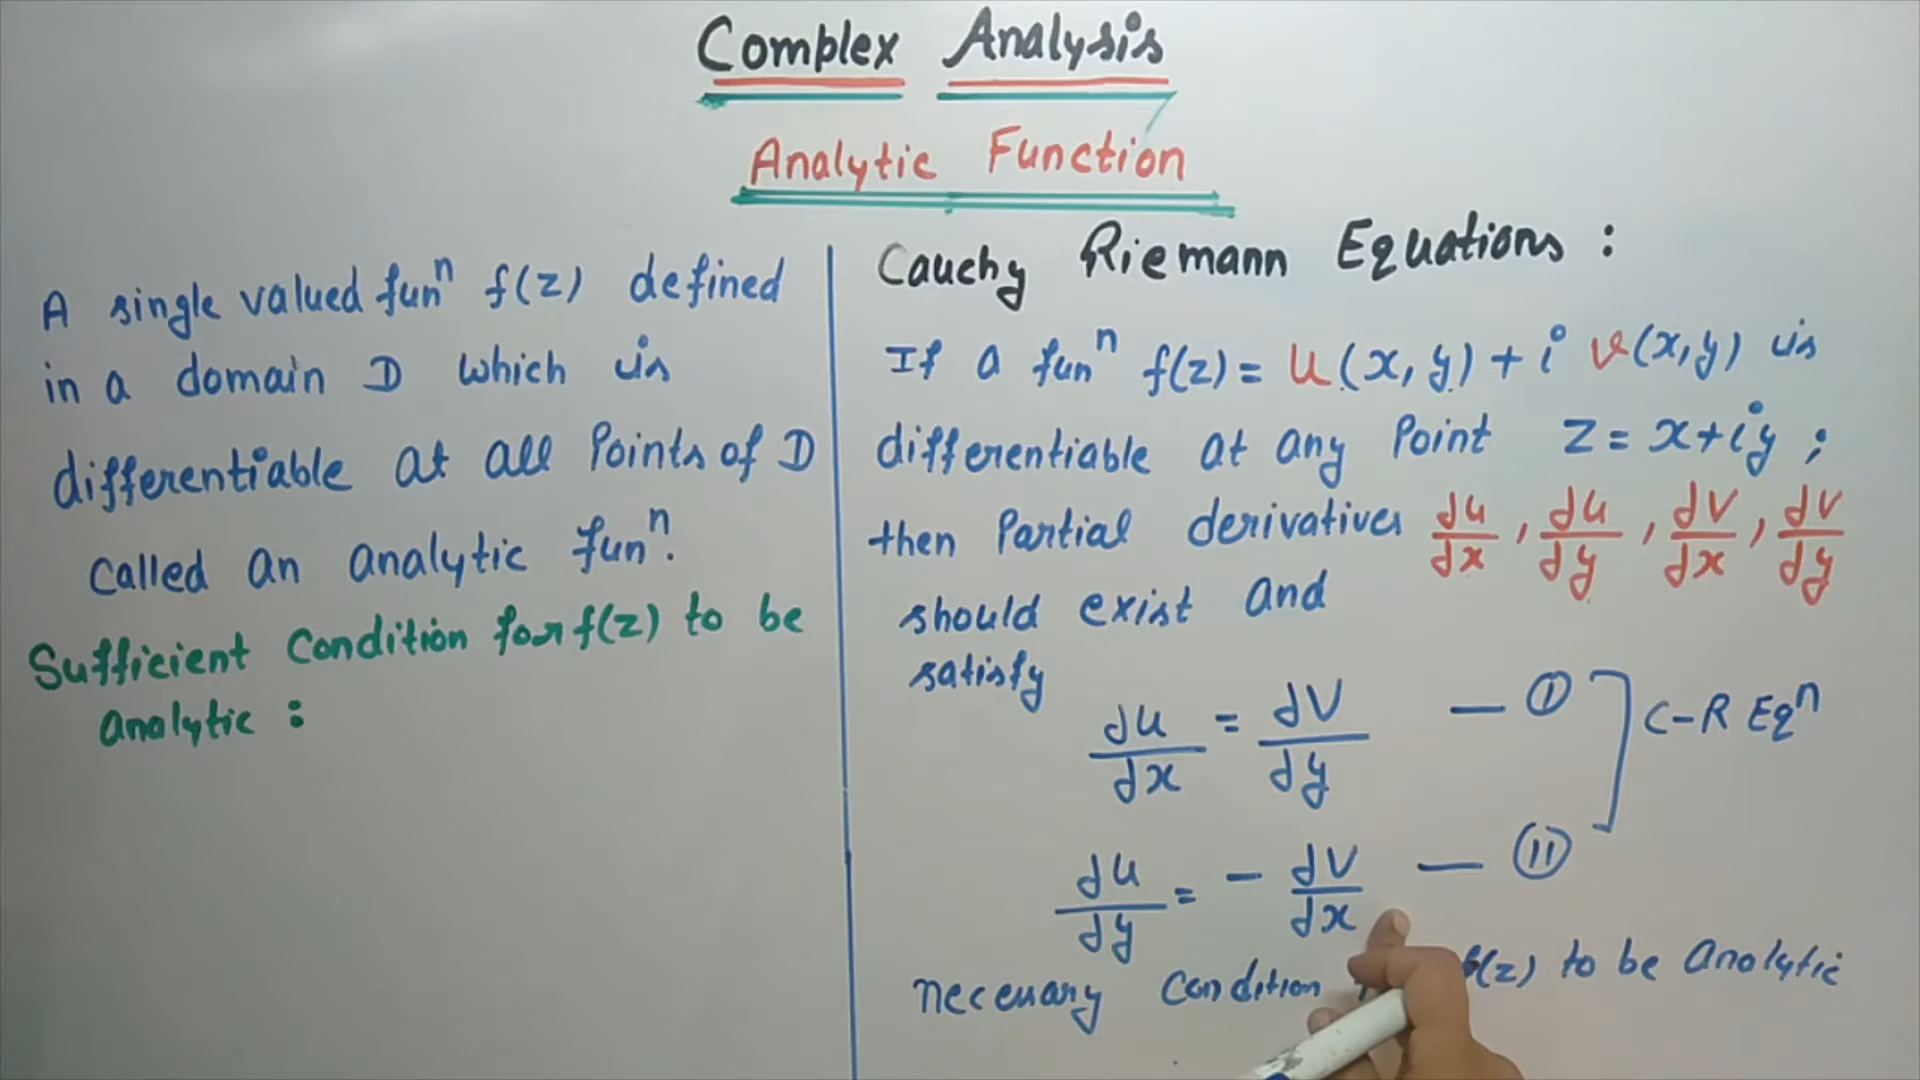 Complex Analysis
Analytic Function
A single valued funⁿ f(z) defined
in a domain D which is
differentiable at all Points of D
called an analytic funⁿ.
Sufficient Condition for f(z) to be
analytic :
Cauchy Riemann Equations :
If a funⁿ f(z) = u(x, y) + i v(x,y) is
differentiable at any Point z = x+iy ;
then Partial derivatives ∂u/∂x , ∂u/∂y , ∂v/∂x , ∂v/∂y
should exist and
satisfy
∂u/∂x = ∂v/∂y — (I) C-R Eqⁿ
∂u/∂y = - ∂v/∂x — (II)
necessary Condition f(z) to be analytic